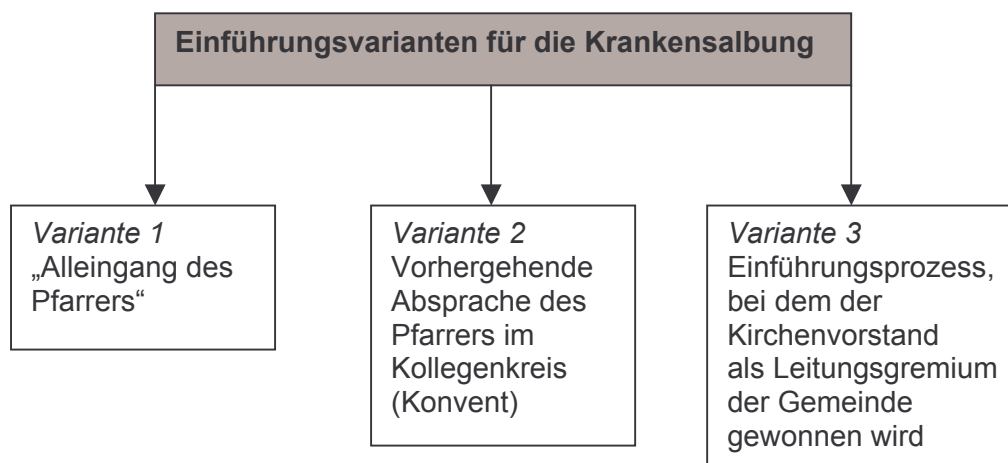 Einführungsvarianten für die Krankensalbung
Variante 1
„Alleingang des
Pfarrers“
Variante 2
Vorhergehende
Absprache des
Pfarrers im
Kollegenkreis
(Konvent)
Variante 3
Einführungsprozess,
bei dem der
Kirchenvorstand
als Leitungsgremium
der Gemeinde
gewonnen wird